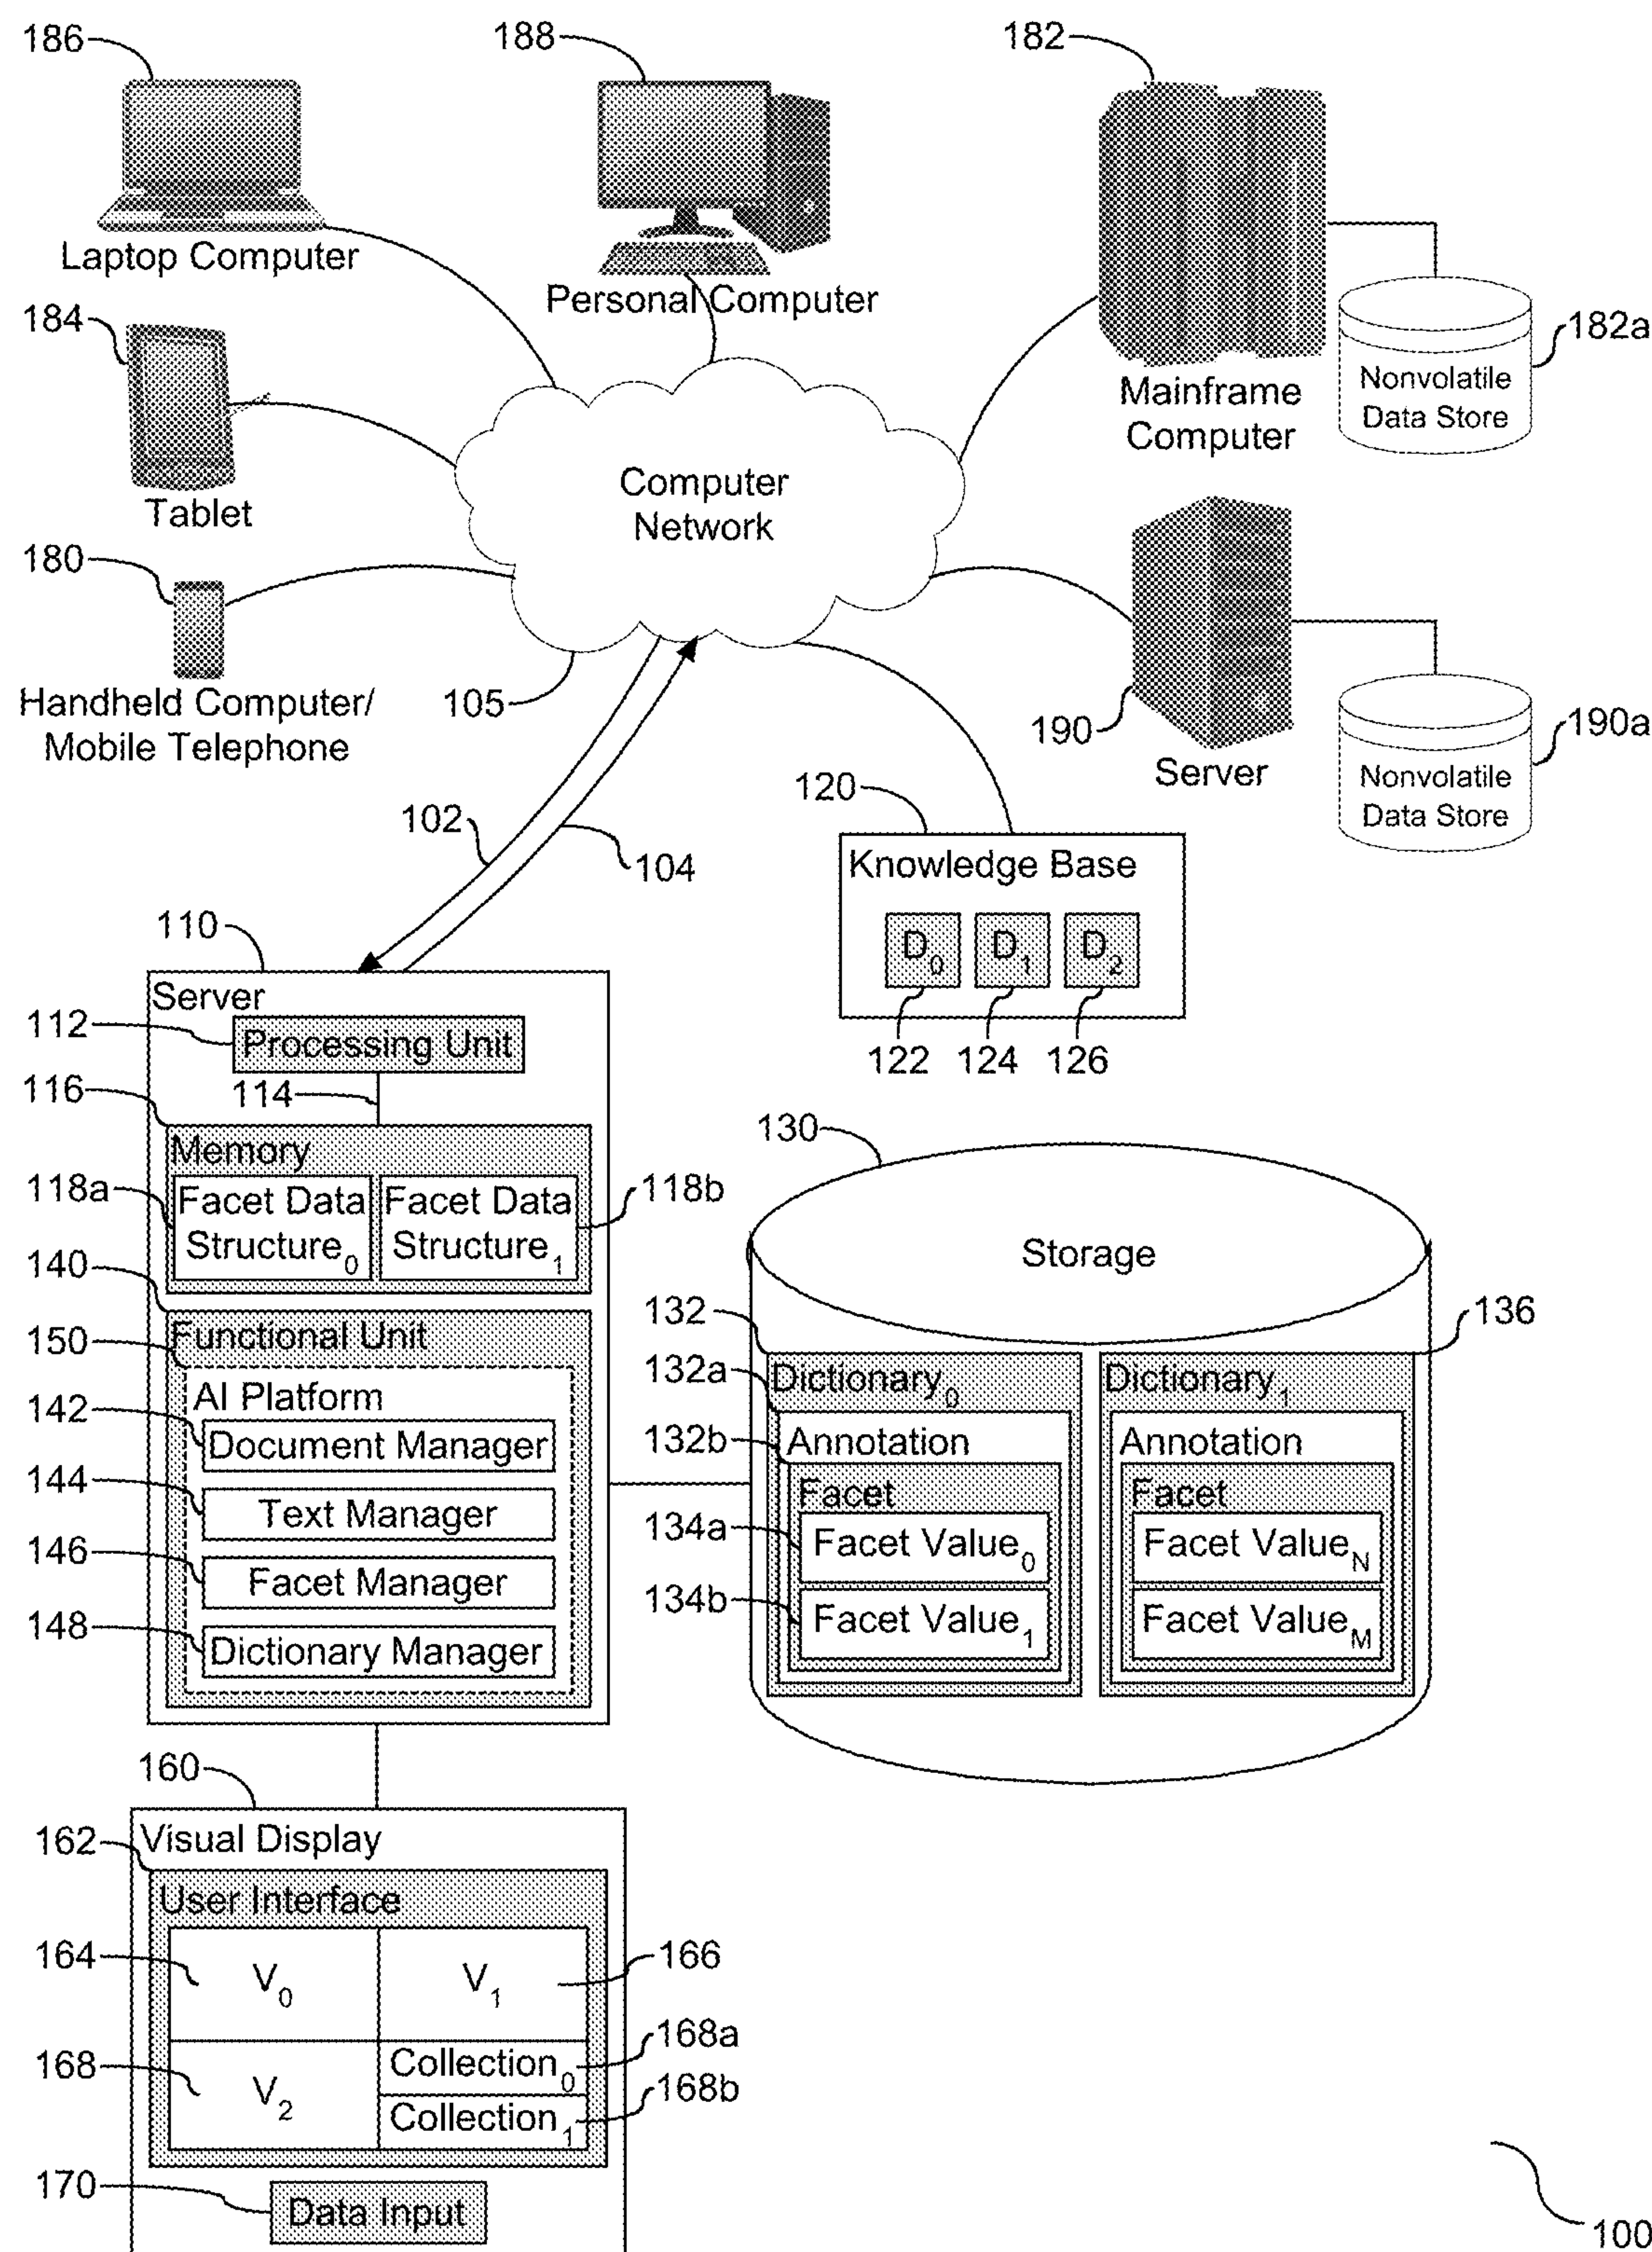 186
188
182
Laptop Computer
Personal Computer
184
182a
Nonvolatile
Data Store
Mainframe
Computer
Computer
Network
Tablet
180
Handheld Computer/
Mobile Telephone
105
190
Server
190a
Nonvolatile
Data Store
102
104
120
Knowledge Base
D0
D1
D2
122
124
126
110
Server
112
Processing Unit
114
116
Memory
118a
Facet Data
Structure0
Facet Data
Structure1
118b
140
Functional Unit
150
AI Platform
142
Document Manager
144
Text Manager
146
Facet Manager
148
Dictionary Manager
130
Storage
132
136
132a
Dictionary0
Dictionary1
132b
Annotation
Annotation
Facet
Facet
134a
Facet Value0
Facet ValueN
134b
Facet Value1
Facet ValueM
160
Visual Display
162
User Interface
164
V0
V1
166
168
V2
Collection0
168a
Collection1
168b
170
Data Input
100